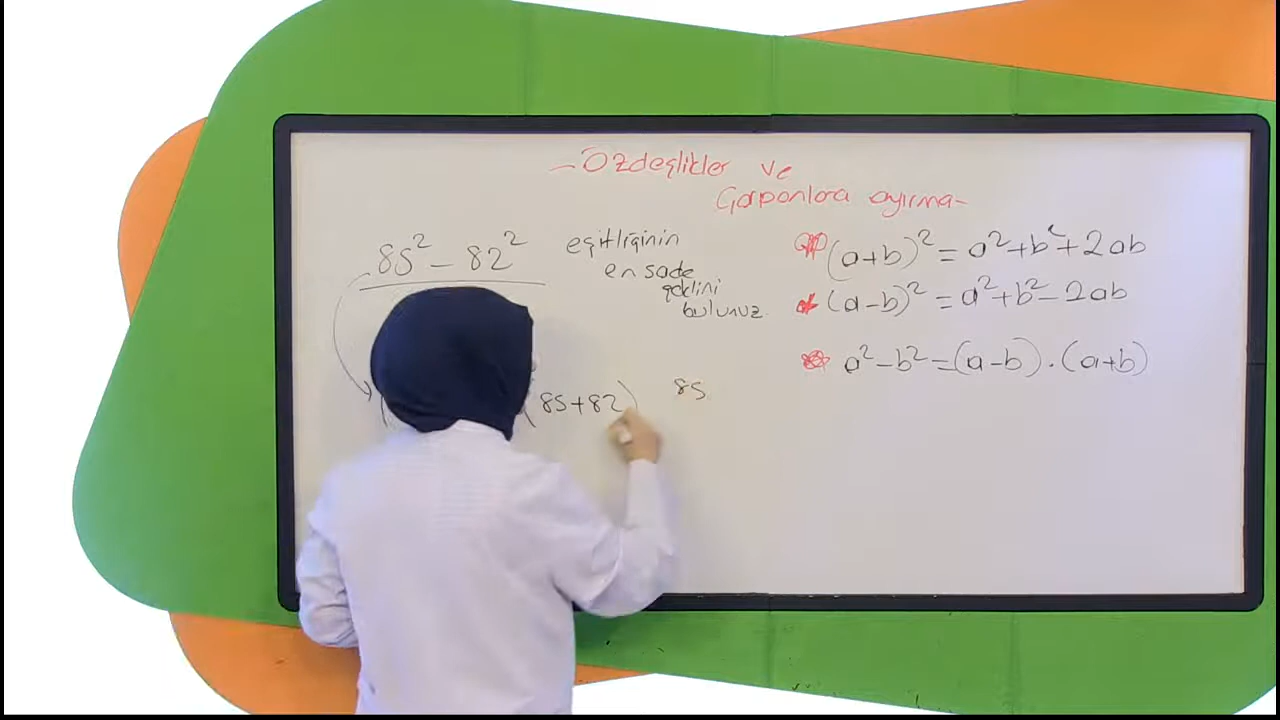 - Özdeşlikler ve
Çarpanlara ayırma -
85² - 82² eşitliğinin
en sade
şeklini
bulunuz.
(a+b)² = a² + b² + 2ab
(a-b)² = a² + b² - 2ab
a² - b² = (a-b) . (a+b)
( (85+82) 85